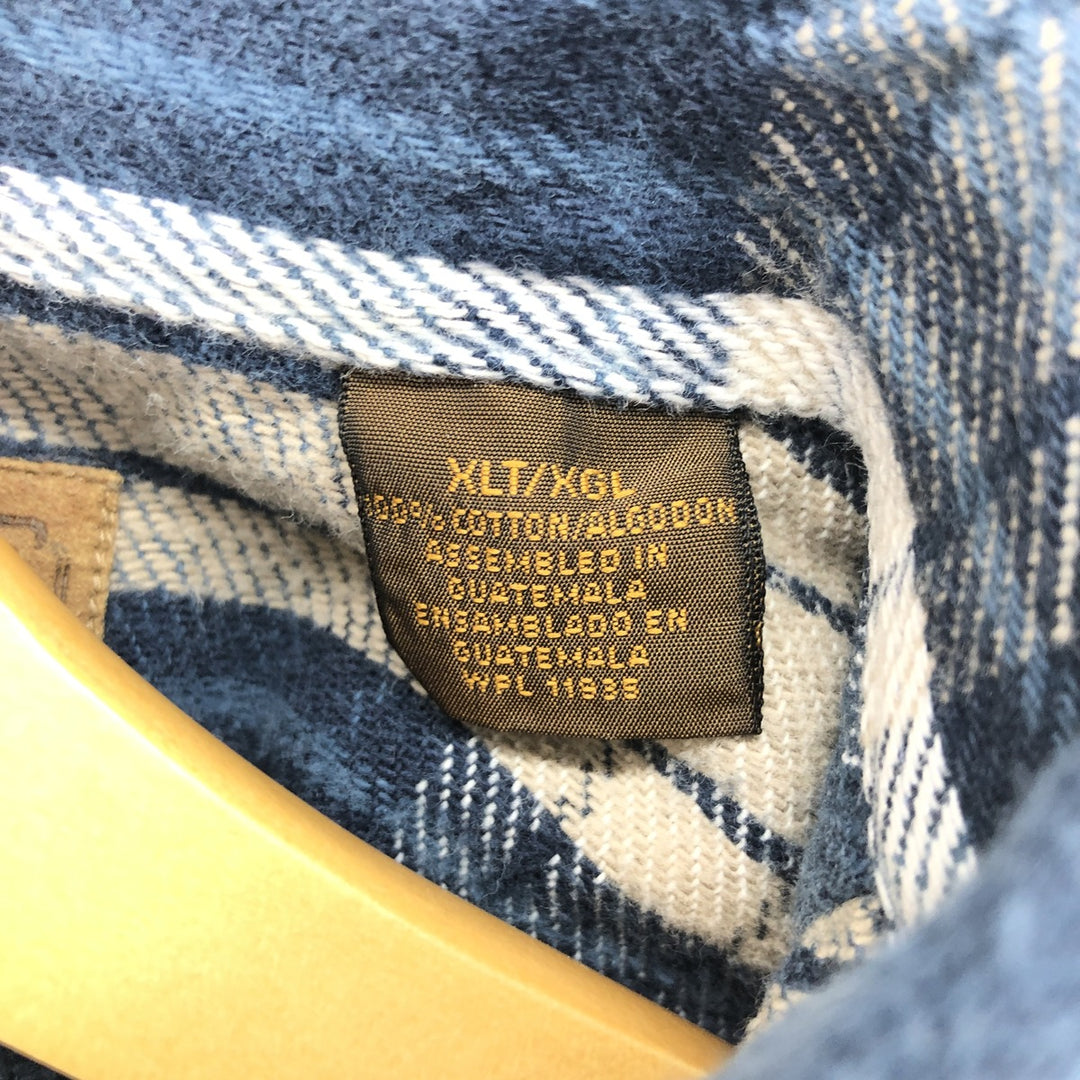 XLT/XGL
100% COTTON/ALGODON
ASSEMBLED IN
GUATEMALA
ENSAMBLADO EN
GUATEMALA
WPL 11935